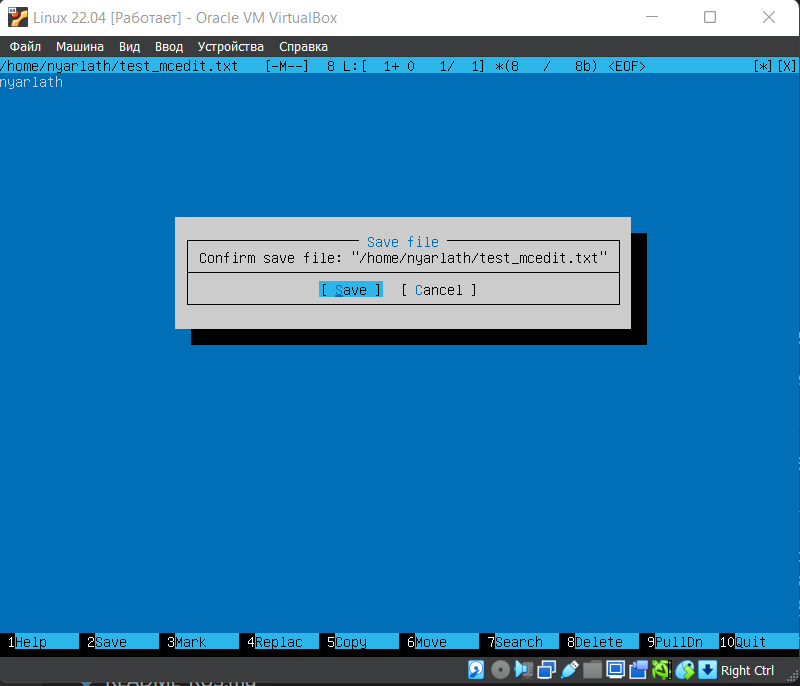 Linux 22.04 [Работает] - Oracle VM VirtualBox
Файл Машина Вид Ввод Устройства Справка
/home/nyarlath/test_mcedit.txt [-M--] 8 L:[ 1+ 0 1/ 1] *(8 / 8b) <EOF> [*][X]
nyarlath
Save file
Confirm save file: "/home/nyarlath/test_mcedit.txt"
[ Save ] [ Cancel ]
1Help 2Save 3Mark 4Replac 5Copy 6Move 7Search 8Delete 9PullDn 10Quit
Right Ctrl